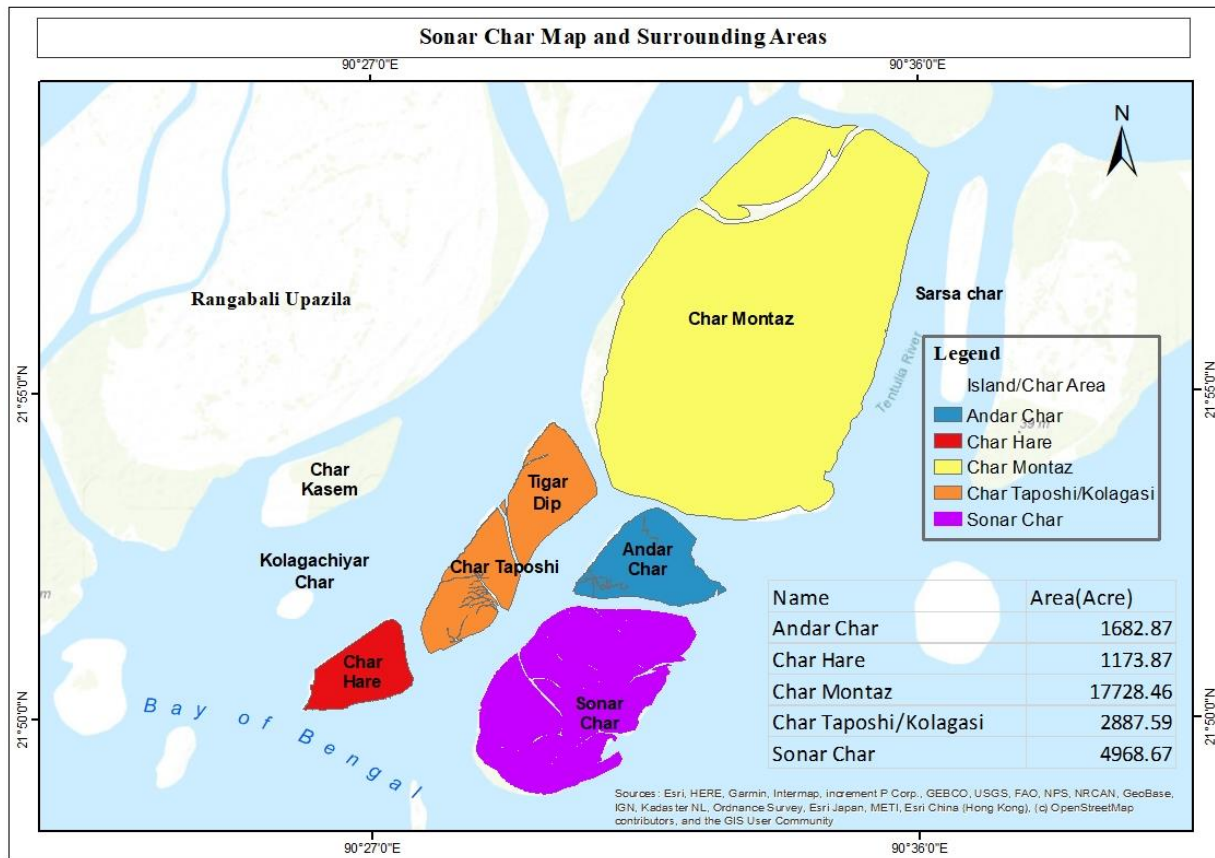 Sonar Char Map and Surrounding Areas
90°27'0"E
90°36'0"E
N
Rangabali Upazila
Char Montaz
Sarsa char
Tentulia River
21°55'0"N
21°55'0"N
Legend
Island/Char Area
Andar Char
Char Hare
Char Montaz
Char Taposhi/Kolagasi
Sonar Char
39 m
Char
Kasem
Tigar
Dip
Kolagachiyar
Char
Char Taposhi
Andar
Char
m
Char
Hare
Sonar
Char
Bay of Bengal
21°50'0"N
21°50'0"N
Name Area(Acre)
Andar Char 1682.87
Char Hare 1173.87
Char Montaz 17728.46
Char Taposhi/Kolagasi 2887.59
Sonar Char 4968.67
Sources: Esri, HERE, Garmin, Intermap, increment P Corp., GEBCO, USGS, FAO, NPS, NRCAN, GeoBase,
IGN, Kadaster NL, Ordnance Survey, Esri Japan, METI, Esri China (Hong Kong), (c) OpenStreetMap
contributors, and the GIS User Community
90°27'0"E
90°36'0"E